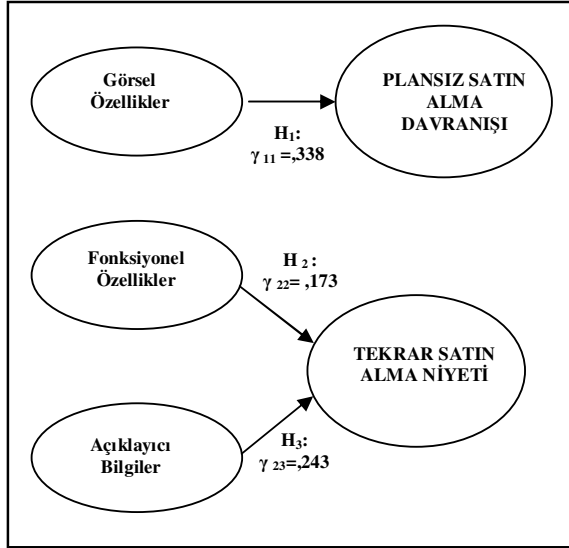 Görsel
Özellikler
PLANSIZ SATIN
ALMA
DAVRANIŞI
H₁:
γ ₁₁ =,338
Fonksiyonel
Özellikler
H ₂ :
γ ₂₂= ,173
TEKRAR SATIN
ALMA NİYETİ
Açıklayıcı
Bilgiler
H₃:
γ ₂₃=,243